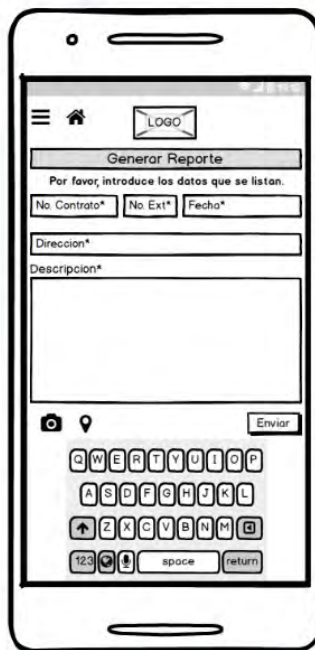 LOGO
Generar Reporte
Por favor, introduce los datos que se listan.
No. Contrato* No. Ext* Fecha*
Direccion*
Descripcion*
Enviar
Q W E R T Y U I O P
A S D F G H J K L
Z X C V B N M
123 space return